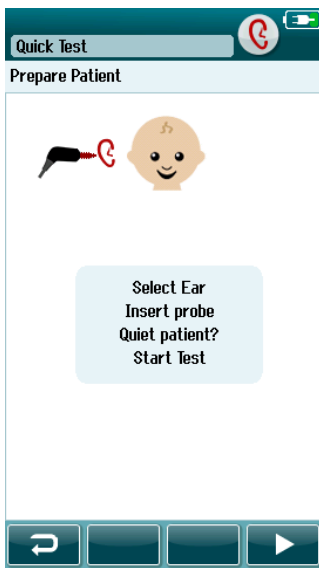 Quick Test
Prepare Patient
Select Ear
Insert probe
Quiet patient?
Start Test